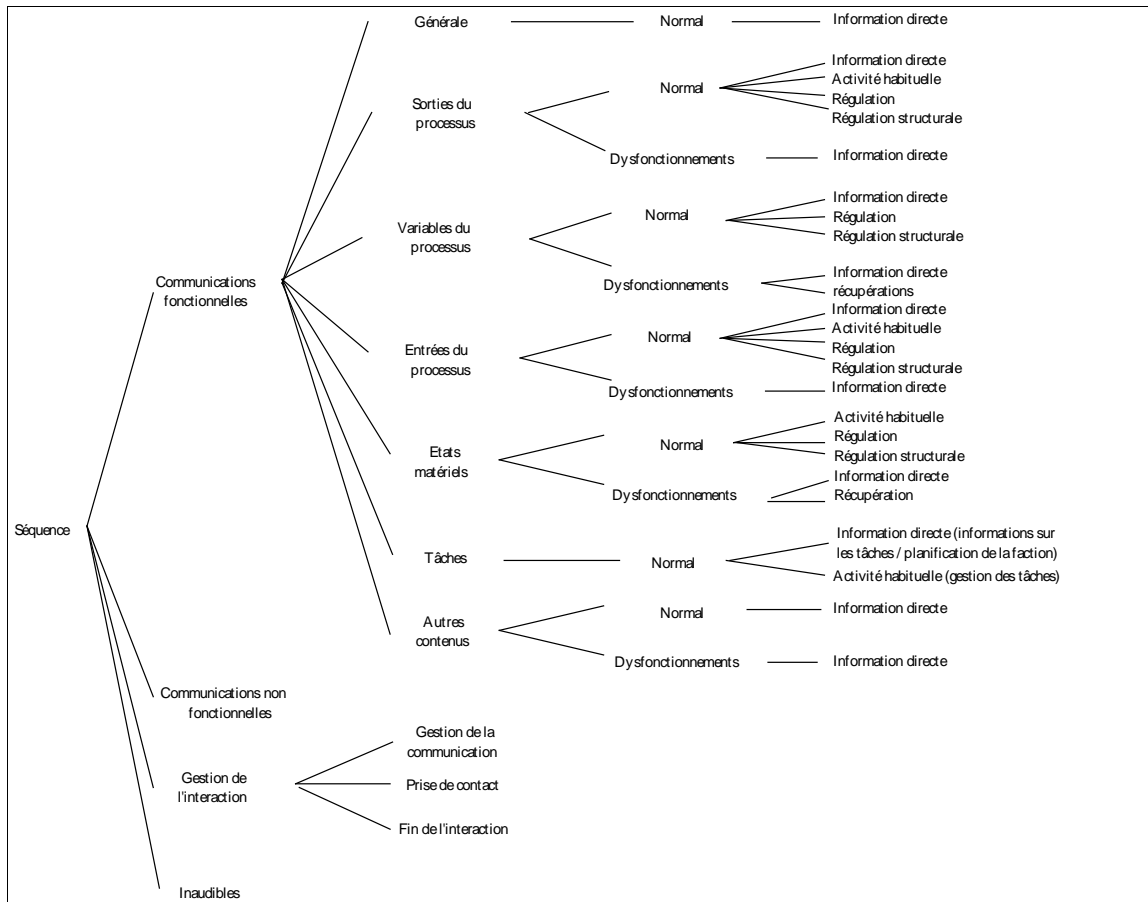 Générale
Normal
Information directe
Sorties du
processus
Normal
Information directe
Activité habituelle
Régulation
Régulation structurale
Dysfonctionnements
Information directe
Variables du
processus
Normal
Information directe
Régulation
Régulation structurale
Dysfonctionnements
Information directe
récupérations
Communications
fonctionnelles
Entrées du
processus
Normal
Information directe
Activité habituelle
Régulation
Régulation structurale
Dysfonctionnements
Information directe
Etats
matériels
Normal
Activité habituelle
Régulation
Régulation structurale
Dysfonctionnements
Information directe
Récupération
Séquence
Tâches
Normal
Information directe (informations sur
les tâches / planification de la faction)
Activité habituelle (gestion des tâches)
Autres
contenus
Normal
Information directe
Dysfonctionnements
Information directe
Communications non
fonctionnelles
Gestion de
l'interaction
Gestion de la
communication
Prise de contact
Fin de l'interaction
Inaudibles